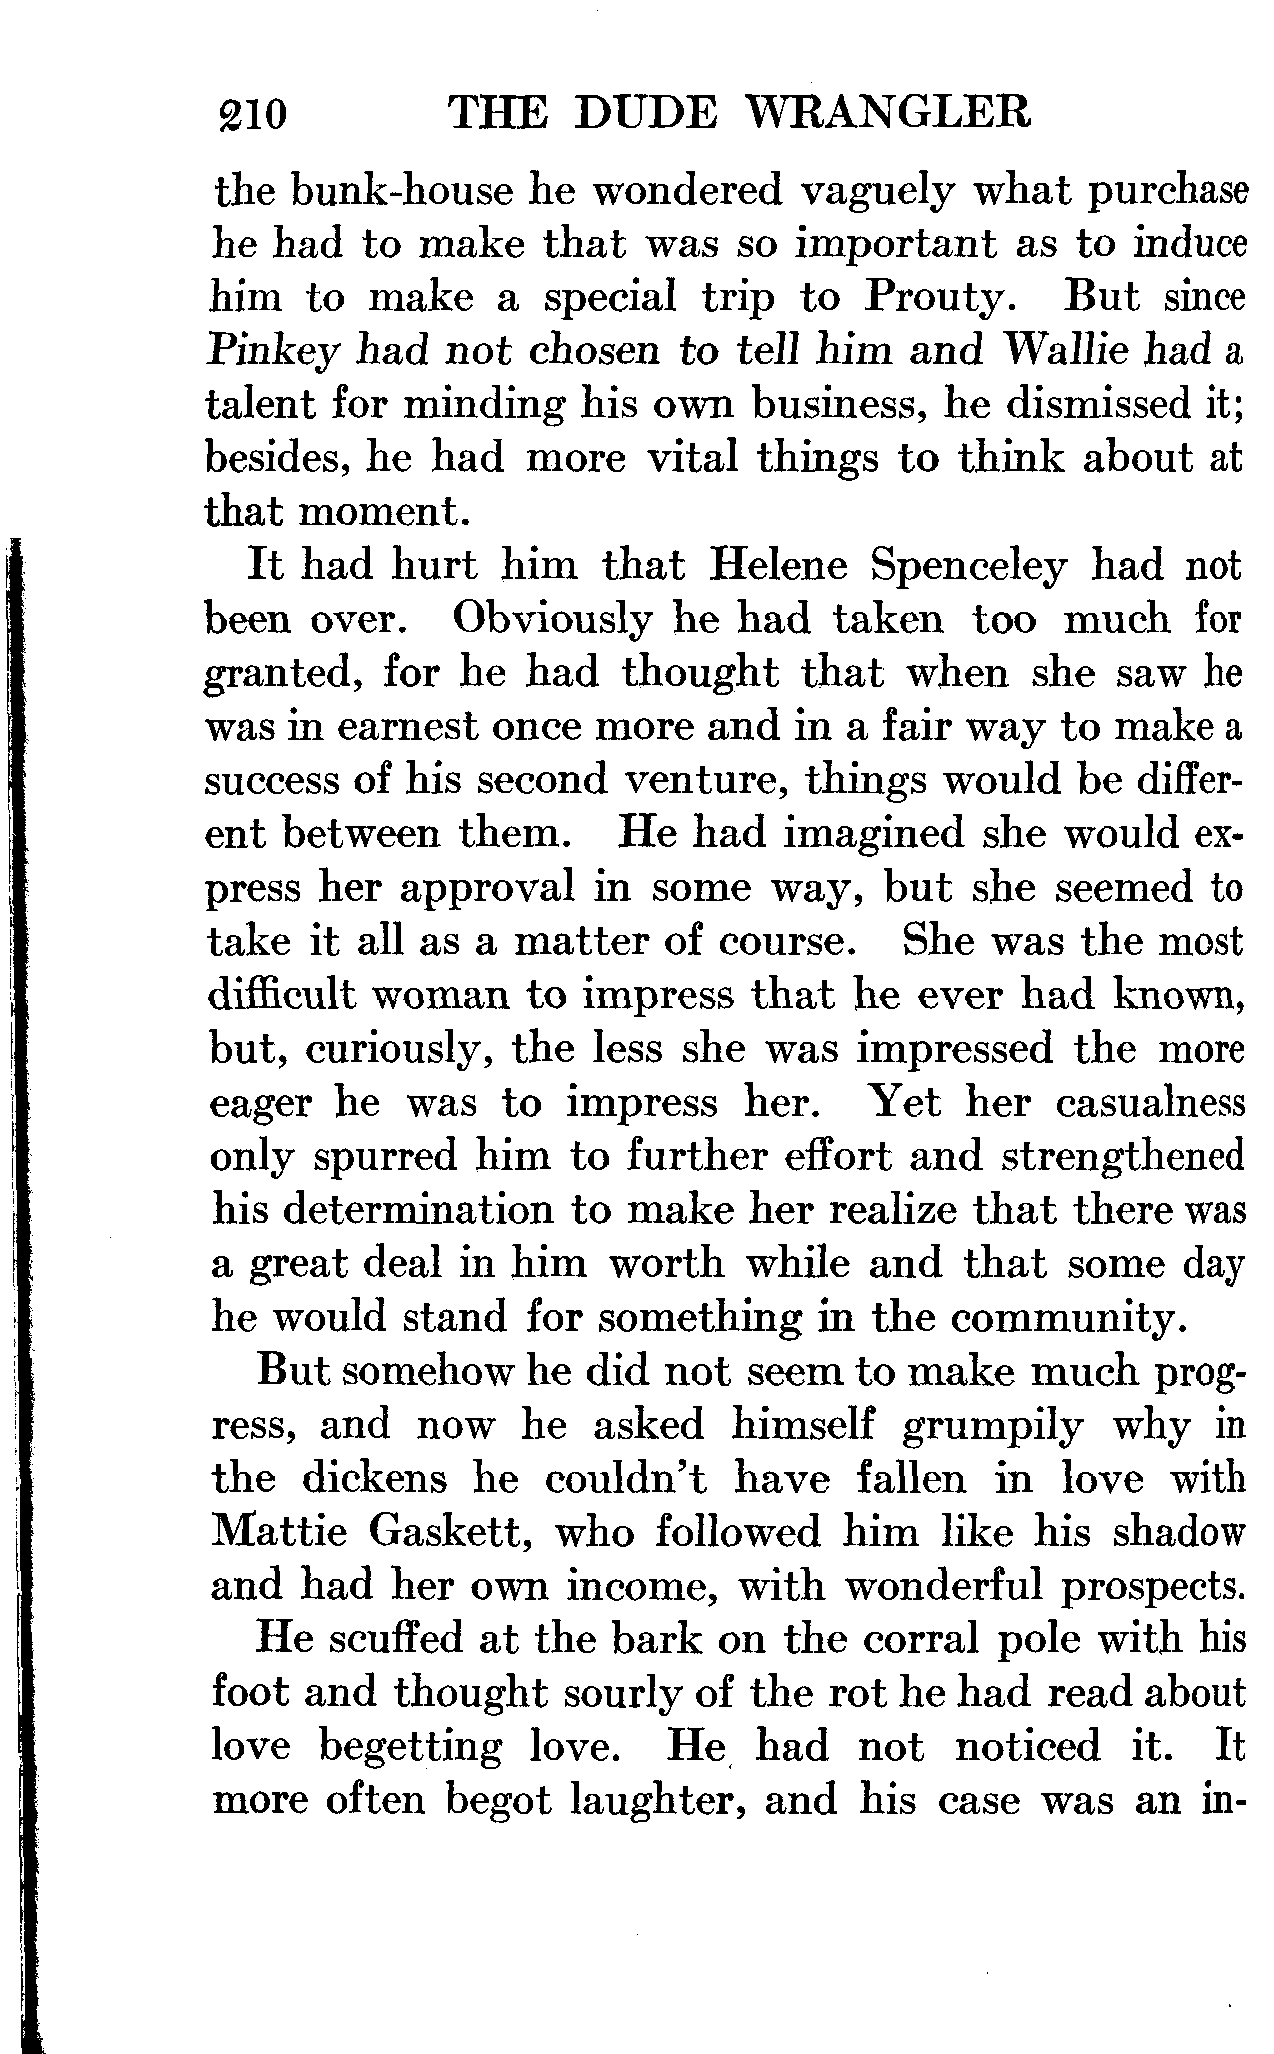 210 THE DUDE WRANGLER
the bunk-house he wondered vaguely what purchase
he had to make that was so important as to induce
him to make a special trip to Prouty. But since
Pinkey had not chosen to tell him and Wallie had a
talent for minding his own business, he dismissed it;
besides, he had more vital things to think about at
that moment.
It had hurt him that Helene Spenceley had not
been over. Obviously he had taken too much for
granted, for he had thought that when she saw he
was in earnest once more and in a fair way to make a
success of his second venture, things would be differ-
ent between them. He had imagined she would ex-
press her approval in some way, but she seemed to
take it all as a matter of course. She was the most
difficult woman to impress that he ever had known,
but, curiously, the less she was impressed the more
eager he was to impress her. Yet her casualness
only spurred him to further effort and strengthened
his determination to make her realize that there was
a great deal in him worth while and that some day
he would stand for something in the community.
But somehow he did not seem to make much prog-
ress, and now he asked himself grumpily why in
the dickens he couldn't have fallen in love with
Mattie Gaskett, who followed him like his shadow
and had her own income, with wonderful prospects.
He scuffed at the bark on the corral pole with his
foot and thought sourly of the rot he had read about
love begetting love. He had not noticed it. It
more often begot laughter, and his case was an in-